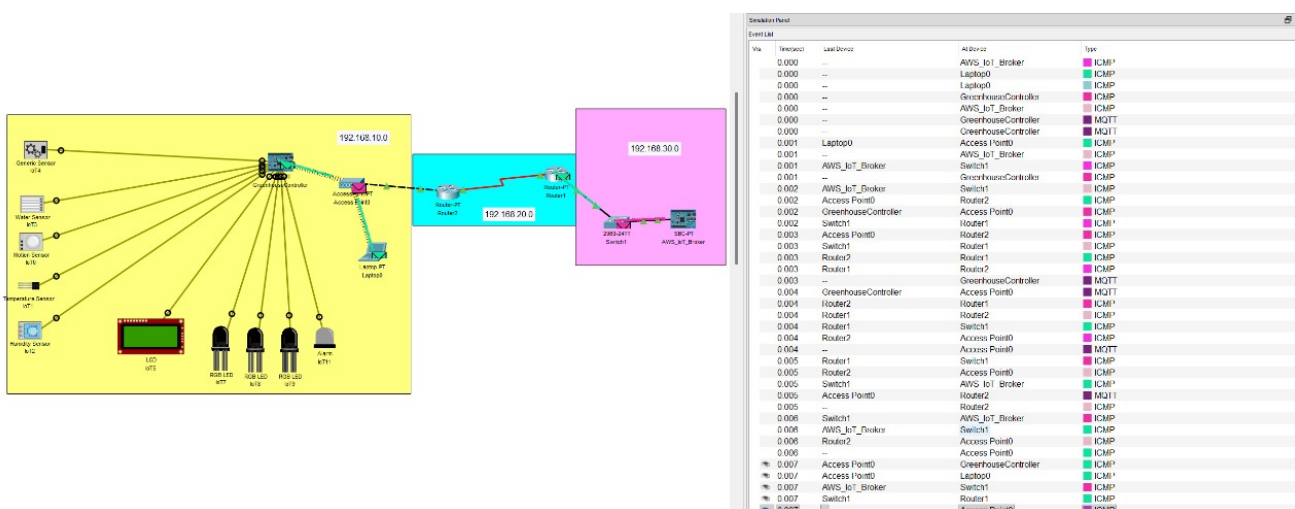 Simulation Panel
Event List
Vis. Time(sec) Last Device At Device Type
0.000 -- AWS_IoT_Broker ICMP
0.000 -- Laptop0 ICMP
0.000 -- Laptop0 ICMP
0.000 -- GreenhouseController ICMP
0.000 -- AWS_IoT_Broker ICMP
0.000 -- GreenhouseController MQTT
0.000 -- GreenhouseController MQTT
0.001 Laptop0 Access Point0 ICMP
0.001 -- AWS_IoT_Broker ICMP
0.001 AWS_IoT_Broker Switch1 ICMP
0.001 -- GreenhouseController ICMP
0.002 AWS_IoT_Broker Switch1 ICMP
0.002 Access Point0 Router2 ICMP
0.002 GreenhouseController Access Point0 ICMP
0.002 Switch1 Router1 ICMP
0.003 Access Point0 Router2 ICMP
0.003 Switch1 Router1 ICMP
0.003 Router2 Router1 ICMP
0.003 Router1 Router2 ICMP
0.003 -- GreenhouseController MQTT
0.004 GreenhouseController Access Point0 MQTT
0.004 Router2 Router1 ICMP
0.004 Router1 Router2 ICMP
0.004 Router1 Switch1 ICMP
0.004 Router2 Access Point0 ICMP
0.004 -- Access Point0 MQTT
0.005 Router1 Switch1 ICMP
0.005 Router2 Access Point0 ICMP
0.005 Switch1 AWS_IoT_Broker ICMP
0.005 Access Point0 Router2 MQTT
0.005 -- Router2 ICMP
0.006 Switch1 AWS_IoT_Broker ICMP
0.006 AWS_IoT_Broker Switch1 ICMP
0.006 Router2 Access Point0 ICMP
0.006 -- Access Point0 ICMP
0.007 Access Point0 GreenhouseController ICMP
0.007 Access Point0 Laptop0 ICMP
0.007 AWS_IoT_Broker Switch1 ICMP
0.007 Switch1 Router1 ICMP
0.007 -- Access Point0 ICMP
192.168.10.0
192.168.20.0
192.168.30.0
Generic Sensor
IoT4
Water Sensor
IoT3
Motion Sensor
IoT0
Temperature Sensor
IoT1
Humidity Sensor
IoT2
LCD
RGB LED
IoT7
RGB LED
IoT8
RGB LED
IoT9
Alarm
IoT11
GreenhouseController
Access Point0
Laptop-PT
Laptop0
Router-PT
Router2
Router-PT
Router1
Switch1
SBC-PT
AWS_IoT_Broker